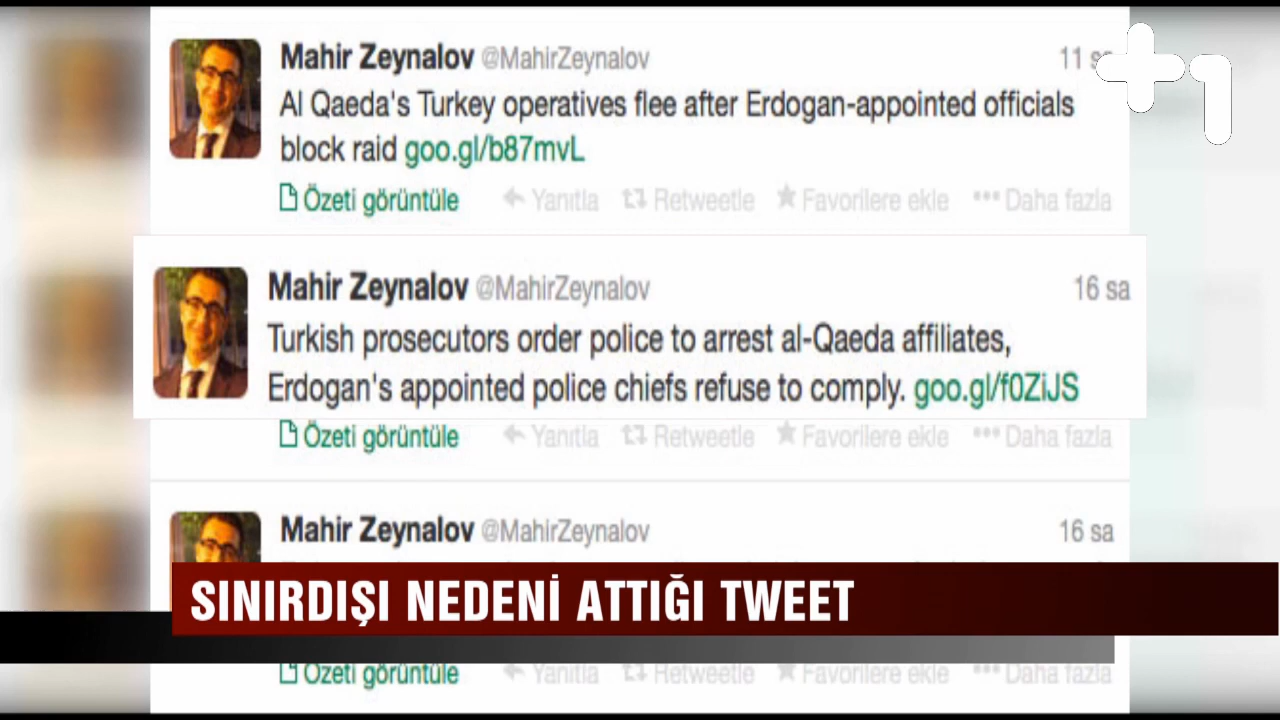 +1
Mahir Zeynalov @MahirZeynalov 11 sa
Al Qaeda's Turkey operatives flee after Erdogan-appointed officials
block raid goo.gl/b87mvL
Özeti görüntüle Yanıtla Retweetle Favorilere ekle Daha fazla
Mahir Zeynalov @MahirZeynalov 16 sa
Turkish prosecutors order police to arrest al-Qaeda affiliates,
Erdogan's appointed police chiefs refuse to comply. goo.gl/f0ZiJS
Özeti görüntüle Yanıtla Retweetle Favorilere ekle Daha fazla
Mahir Zeynalov @MahirZeynalov 16 sa
SINIRDIŞI NEDENİ ATTIĞI TWEET
Özeti görüntüle Yanıtla Retweetle Favorilere ekle Daha fazla